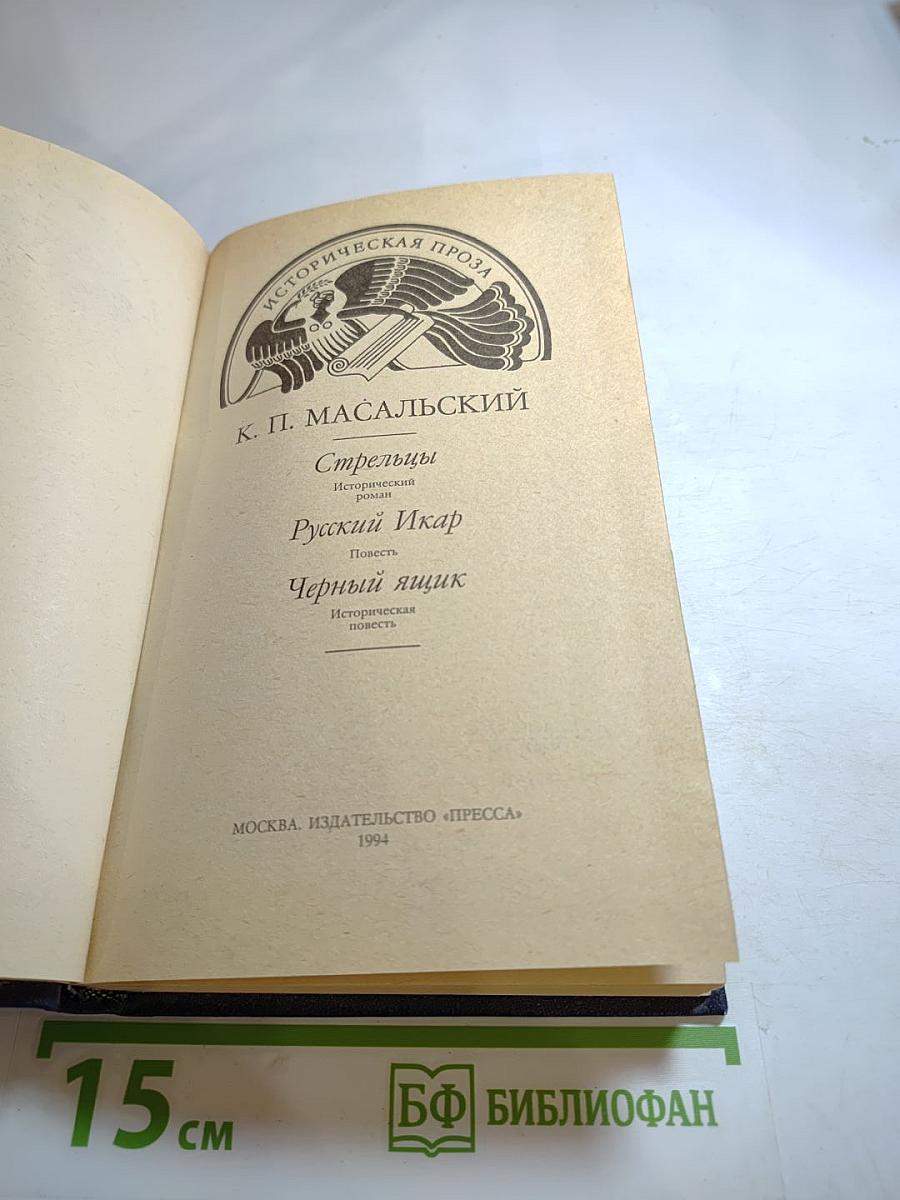 ИСТОРИЧЕСКАЯ ПРОЗА
К. П. МАСАЛЬСКИЙ
Стрельцы
Исторический
роман
Русский Икар
Повесть
Черный ящик
Историческая
повесть
МОСКВА. ИЗДАТЕЛЬСТВО «ПРЕССА»
1994
15 см
БФ БИБЛИОФАН